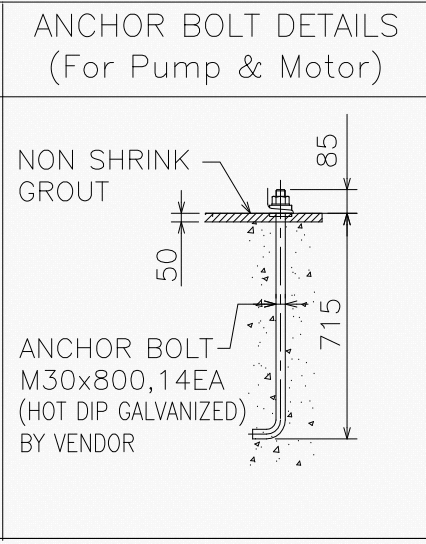 ANCHOR BOLT DETAILS
(For Pump & Motor)
85
NON SHRINK
GROUT
50
715
ANCHOR BOLT
M30x800,14EA
(HOT DIP GALVANIZED)
BY VENDOR